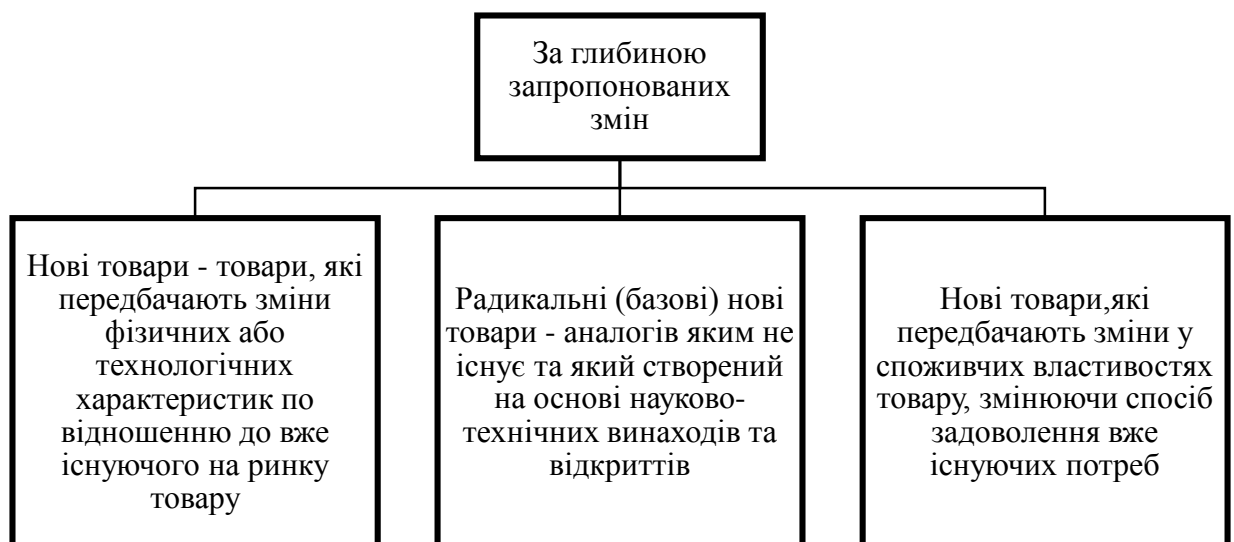 За глибиною
запропонованих
змін
Нові товари - товари, які
передбачають зміни
фізичних або
технологічних
характеристик по
відношенню до вже
існуючого на ринку
товару
Радикальні (базові) нові
товари - аналогів яким не
існує та який створений
на основі науково-
технічних винаходів та
відкриттів
Нові товари,які
передбачають зміни у
споживчих властивостях
товару, змінюючи спосіб
задоволення вже
існуючих потреб